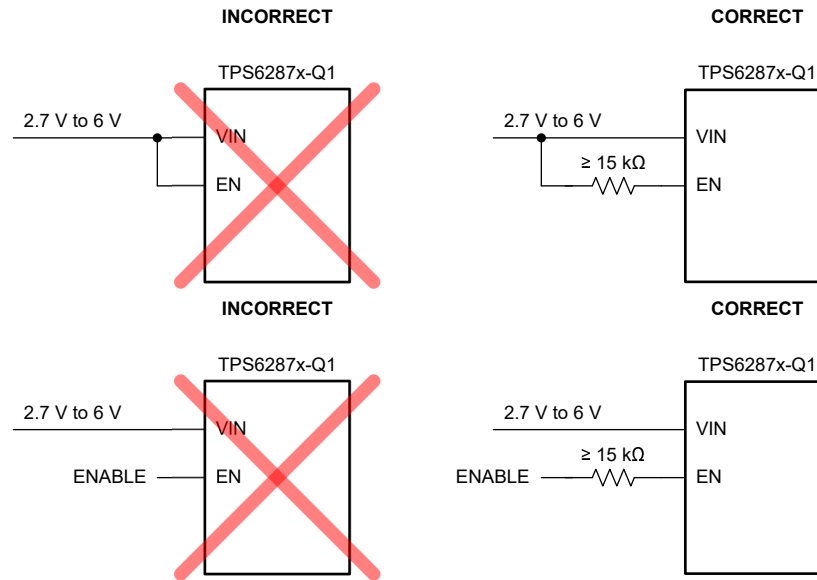 INCORRECT
CORRECT
TPS6287x-Q1
TPS6287x-Q1
2.7 V to 6 V
VIN
EN
2.7 V to 6 V
VIN
≥ 15 kΩ
EN
INCORRECT
CORRECT
TPS6287x-Q1
TPS6287x-Q1
2.7 V to 6 V
VIN
ENABLE
EN
2.7 V to 6 V
VIN
≥ 15 kΩ
ENABLE
EN